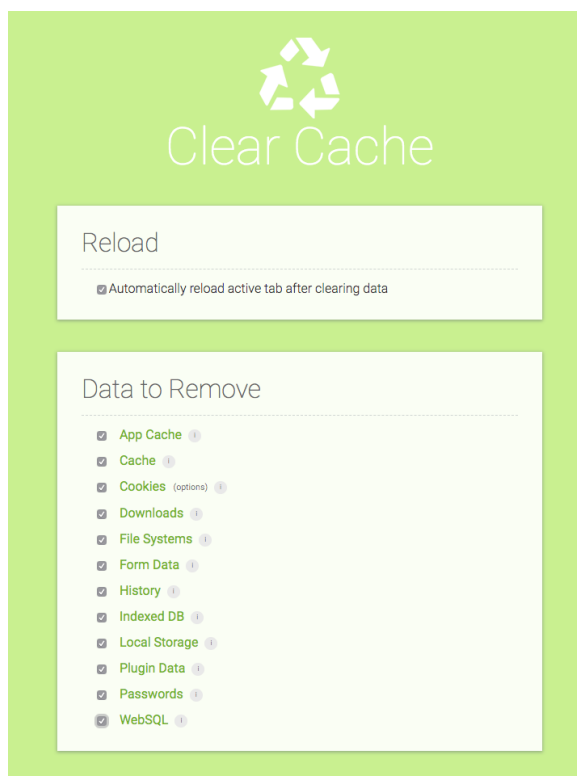 Clear Cache
Reload
Automatically reload active tab after clearing data
Data to Remove
App Cache i
Cache i
Cookies (options) i
Downloads i
File Systems i
Form Data i
History i
Indexed DB i
Local Storage i
Plugin Data i
Passwords i
WebSQL i